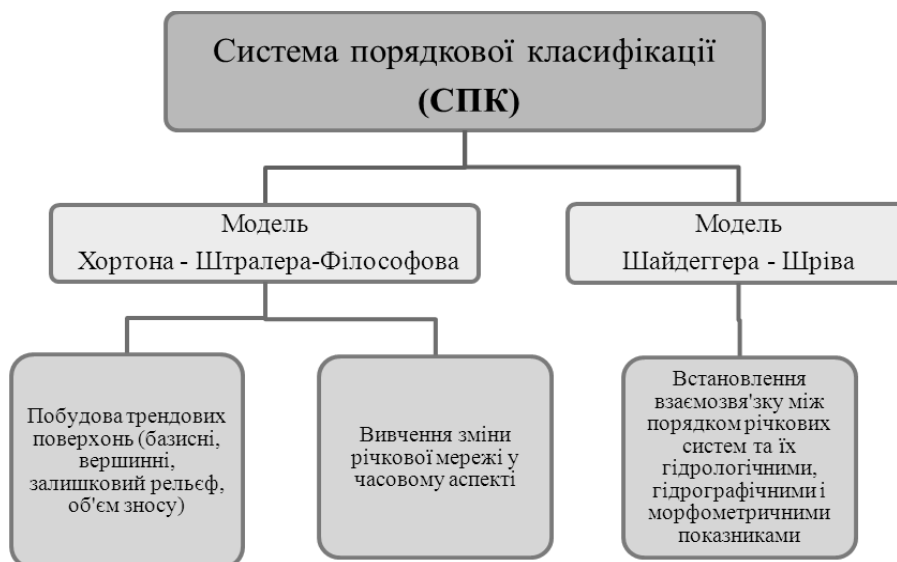 Система порядкової класифікації
(СПК)
Модель
Хортона - Штралера-Філософова
Модель
Шайдеггера - Шріва
Побудова трендових
поверхонь (базисні,
вершинні,
залишковий рельєф,
об'єм зносу)
Вивчення зміни
річкової мережі у
часовому аспекті
Встановлення
взаємозв'зку між
порядком річкових
систем та їх
гідрологічними,
гідрографічними і
морфометричними
показниками